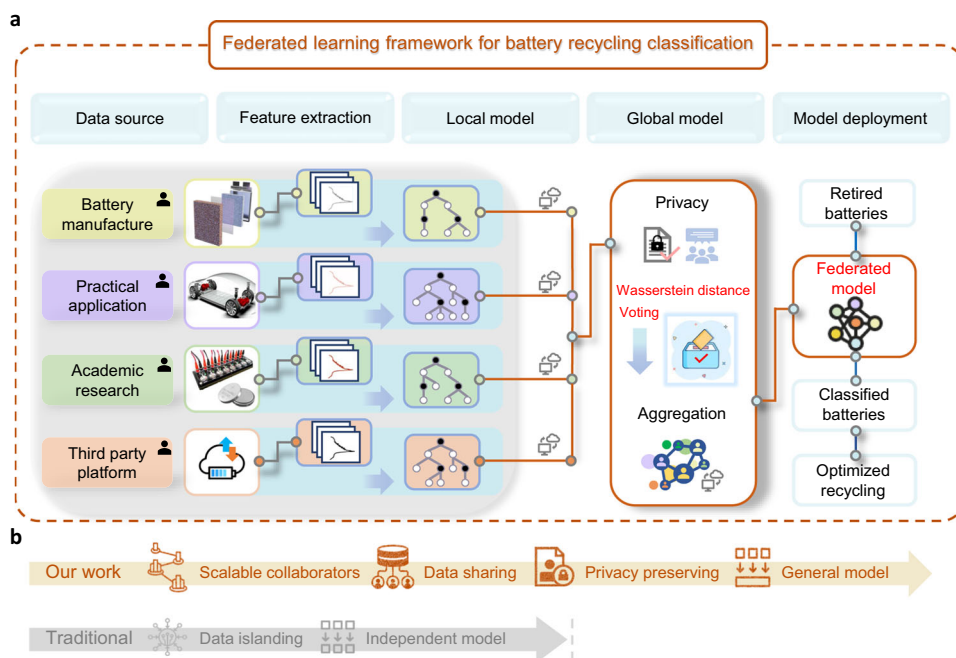 a
Federated learning framework for battery recycling classification
Data source
Feature extraction
Local model
Global model
Model deployment
Battery
manufacture
Practical
application
Academic
research
Third party
platform
Privacy
Wasserstein distance
Voting
Aggregation
Retired
batteries
Federated
model
Classified
batteries
Optimized
recycling
b
Our work
Scalable collaborators
Data sharing
Privacy preserving
General model
Traditional
Data islanding
Independent model